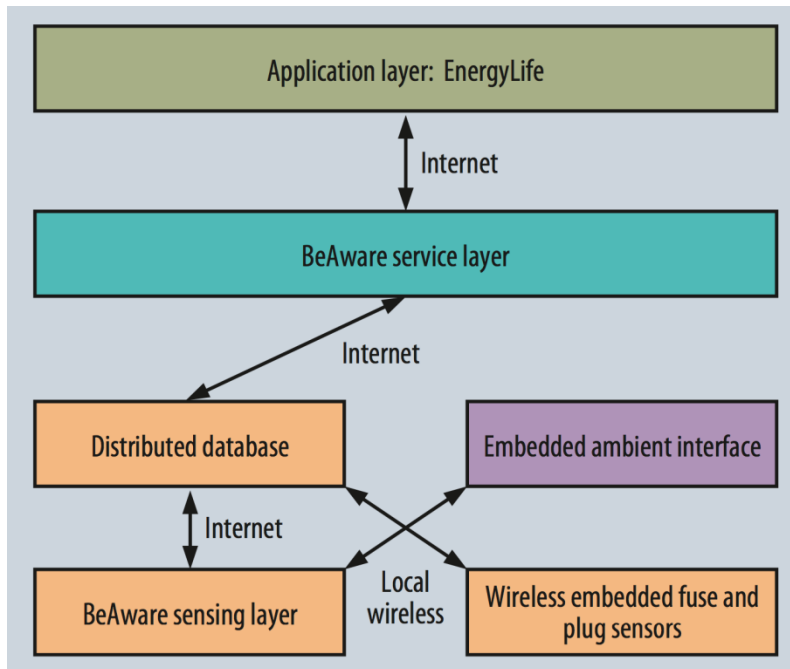 Application layer: EnergyLife
Internet
BeAware service layer
Internet
Distributed database
Embedded ambient interface
Internet
Local
wireless
BeAware sensing layer
Wireless embedded fuse and
plug sensors